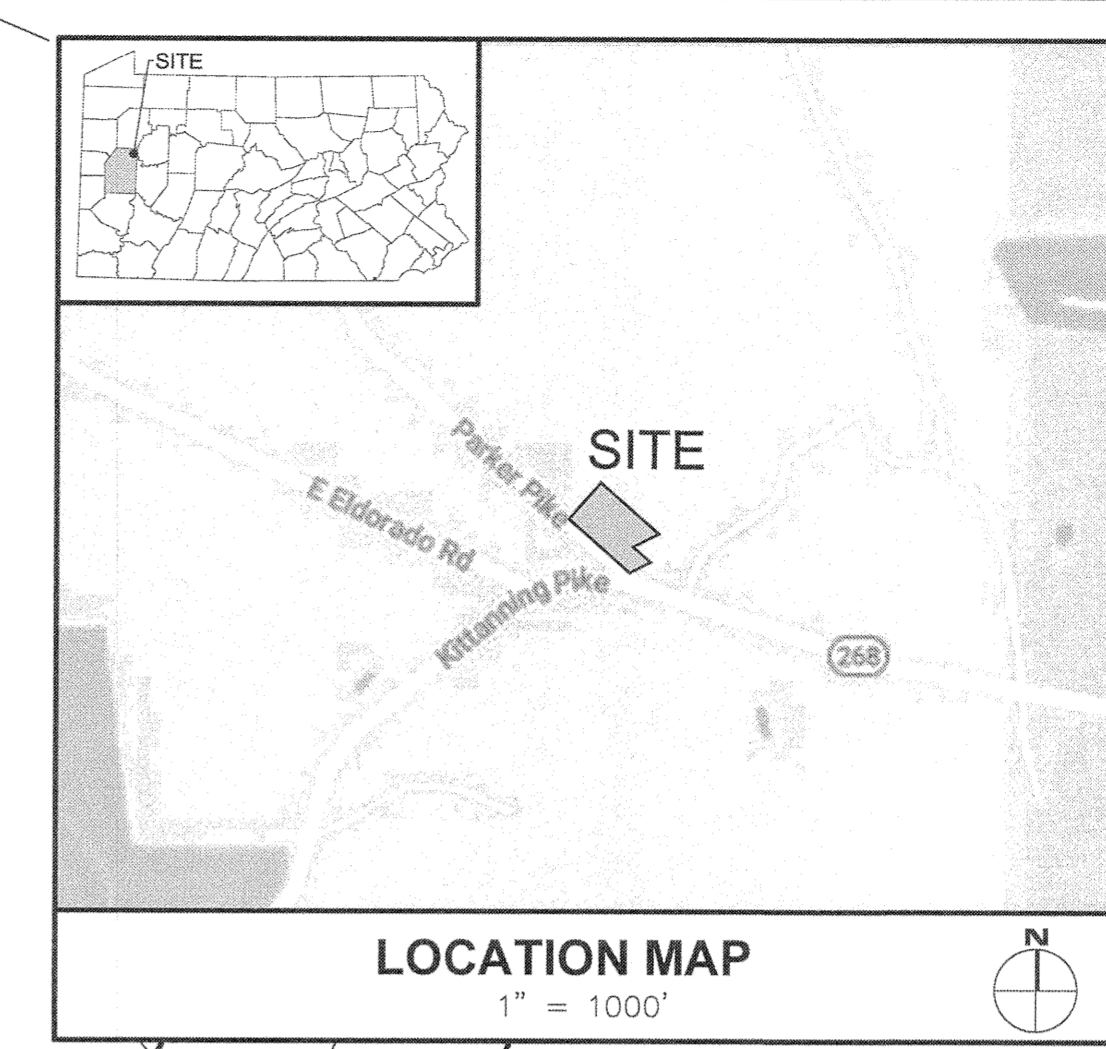 SITE
SITE
Parker Pike
E Eldorado Rd
Kittanning Pike
268
LOCATION MAP
1" = 1000'
N